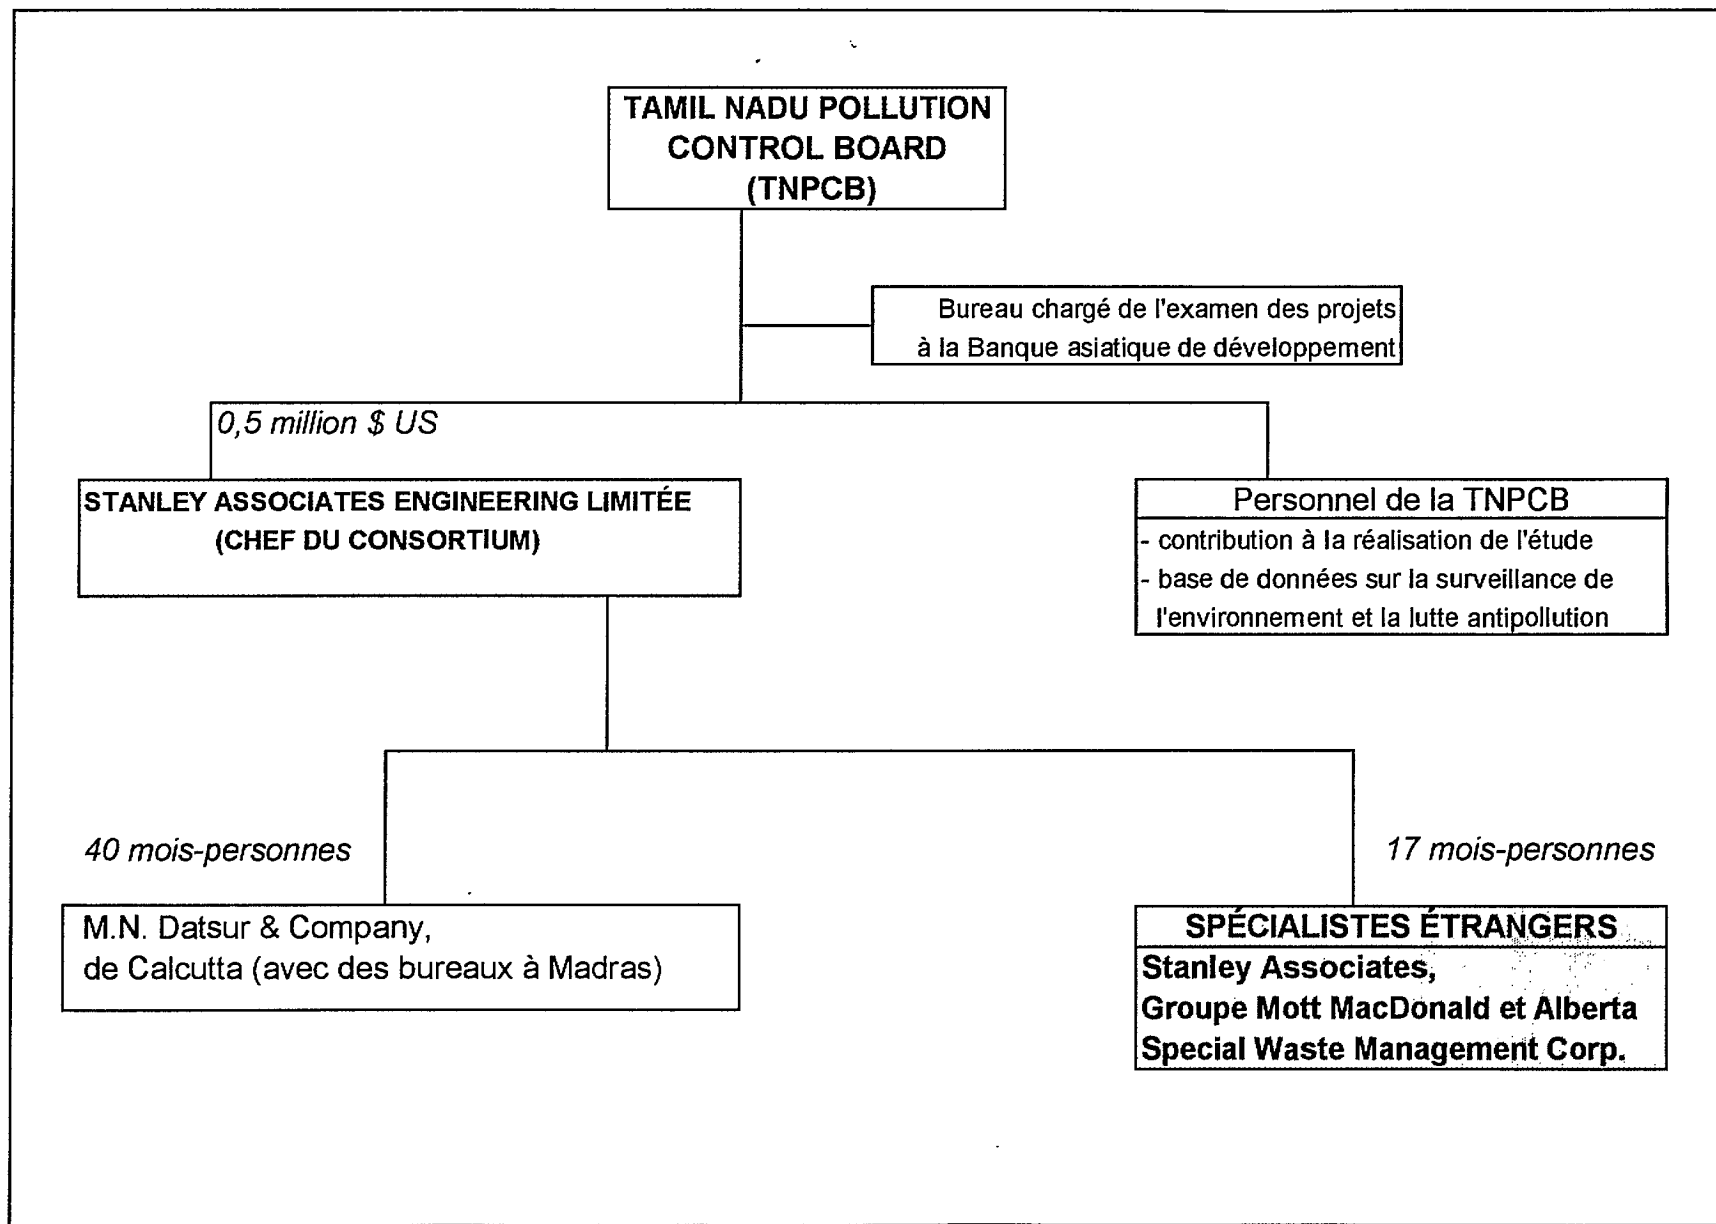 TAMIL NADU POLLUTION
CONTROL BOARD
(TNPCB)
Bureau chargé de l'examen des projets
à la Banque asiatique de développement
0,5 million $ US
STANLEY ASSOCIATES ENGINEERING LIMITÉE
(CHEF DU CONSORTIUM)
Personnel de la TNPCB
- contribution à la réalisation de l'étude
- base de données sur la surveillance de
l'environnement et la lutte antipollution
40 mois-personnes
17 mois-personnes
M.N. Datsur & Company,
de Calcutta (avec des bureaux à Madras)
SPÉCIALISTES ÉTRANGERS
Stanley Associates,
Groupe Mott MacDonald et Alberta
Special Waste Management Corp.